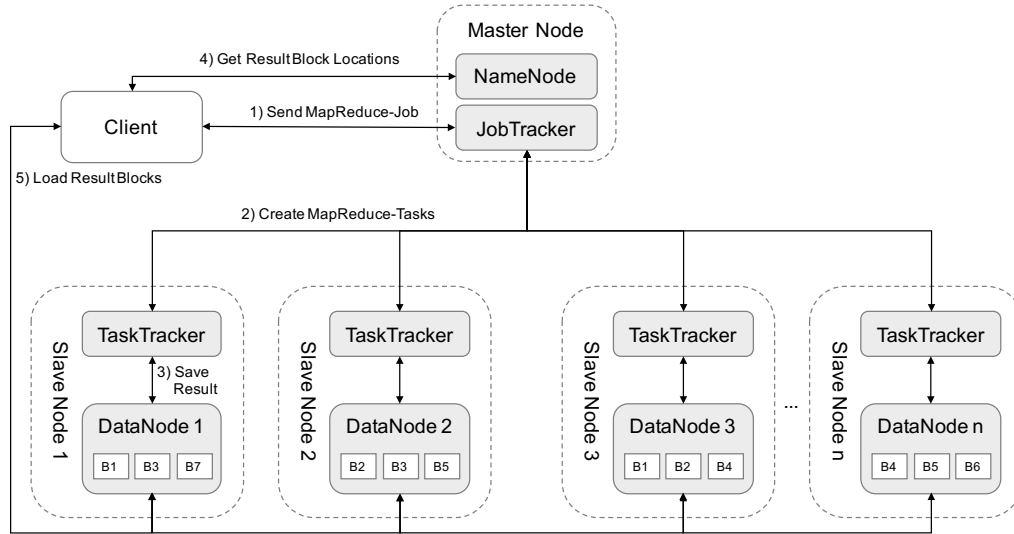 Master Node
4) Get Result Block Locations
NameNode
Client
1) Send MapReduce-Job
JobTracker
5) Load Result Blocks
2) Create MapReduce-Tasks
Slave Node 1
TaskTracker
3) Save
Result
DataNode 1
B1 B3 B7
Slave Node 2
TaskTracker
DataNode 2
B2 B3 B5
Slave Node 3
TaskTracker
DataNode 3
B1 B2 B4
...
Slave Node n
TaskTracker
DataNode n
B4 B5 B6